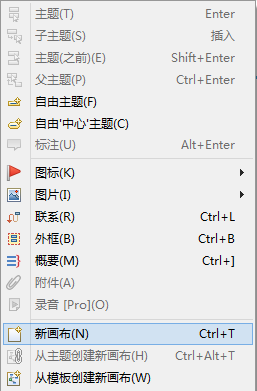 主题(T) Enter
子主题(S) 插入
主题(之前)(E) Shift+Enter
父主题(P) Ctrl+Enter
自由主题(F)
自由'中心'主题(C)
标注(U) Alt+Enter
图标(K)
图片(I)
联系(R) Ctrl+L
外框(B) Ctrl+B
概要(M) Ctrl+]
附件(A)
录音 [Pro](O)
新画布(N) Ctrl+T
从主题创建新画布(H) Ctrl+Alt+T
从模板创建新画布(W)